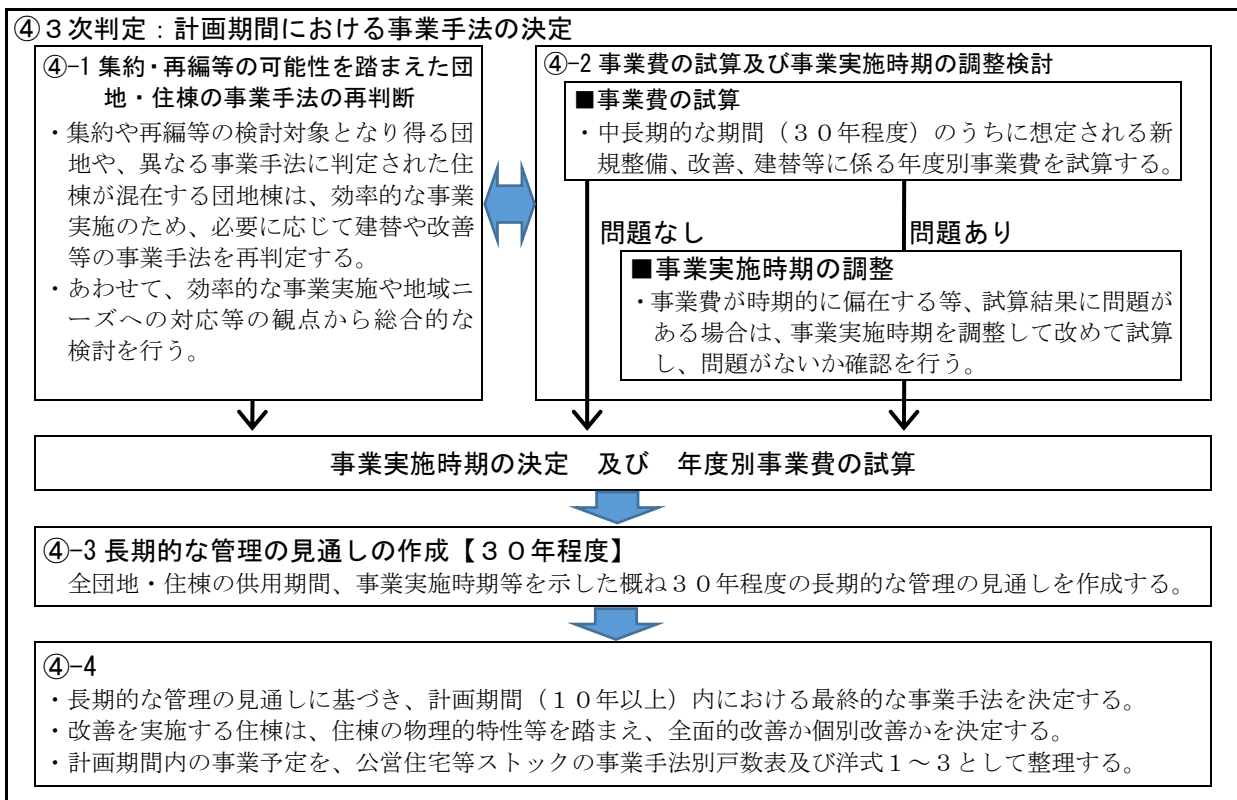 ④３次判定：計画期間における事業手法の決定
④-1 集約・再編等の可能性を踏まえた団
地・住棟の事業手法の再判断
・集約や再編等の検討対象となり得る団
地や、異なる事業手法に判定された住
棟が混在する団地棟は、効率的な事業
実施のため、必要に応じて建替や改善
等の事業手法を再判定する。
・あわせて、効率的な事業実施や地域ニ
ーズへの対応等の観点から総合的な
検討を行う。
④-2 事業費の試算及び事業実施時期の調整検討
■事業費の試算
・中長期的な期間（３０年程度）のうちに想定される新
規整備、改善、建替等に係る年度別事業費を試算する。
問題なし
問題あり
■事業実施時期の調整
・事業費が時期的に偏在する等、試算結果に問題が
ある場合は、事業実施時期を調整して改めて試算
し、問題がないか確認を行う。
事業実施時期の決定　及び　年度別事業費の試算
④-3 長期的な管理の見通しの作成【３０年程度】
全団地・住棟の供用期間、事業実施時期等を示した概ね３０年程度の長期的な管理の見通しを作成する。
④-4
・長期的な管理の見通しに基づき、計画期間（１０年以上）内における最終的な事業手法を決定する。
・改善を実施する住棟は、住棟の物理的特性等を踏まえ、全面的改善か個別改善かを決定する。
・計画期間内の事業予定を、公営住宅等ストックの事業手法別戸数表及び洋式１～３として整理する。